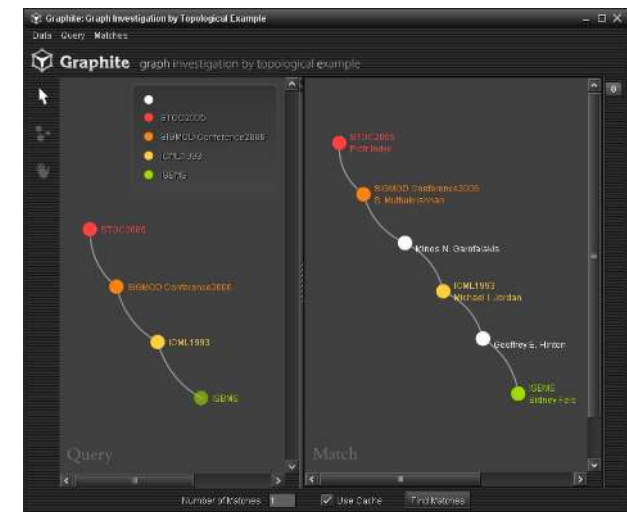 Graphite: Graph Investigation by Topological Example
Data Query Matches
Graphite graph investigation by topological example
STOC2005
SIGMOD Conference2006
ICML1993
ISBMS
STOC2005
SIGMOD Conference2006
ICML1993
ISBMS
Query
STOC2005
Piotr Indyk
SIGMOD Conference2006
S. Muthukrishnan
Minos N. Garofalakis
ICML1993
Michael I. Jordan
Geoffrey E. Hinton
ISBMS
Sidney Fels
Match
0
Number of Matches 1
Use Cache
Find Matches